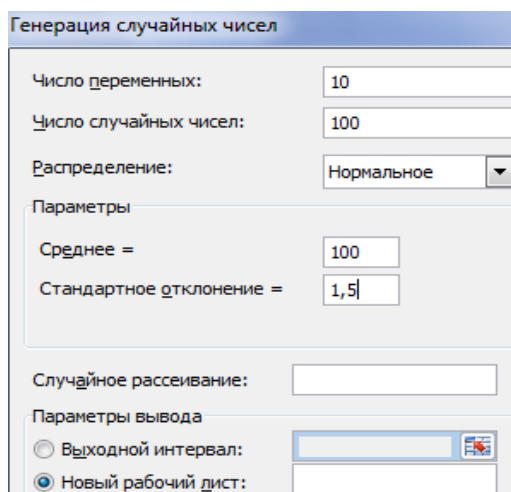 Генерация случайных чисел
Число переменных: 10
Число случайных чисел: 100
Распределение: Нормальное
Параметры
Среднее = 100
Стандартное отклонение = 1,5
Случайное рассеивание:
Параметры вывода
Выходной интервал:
Новый рабочий лист: